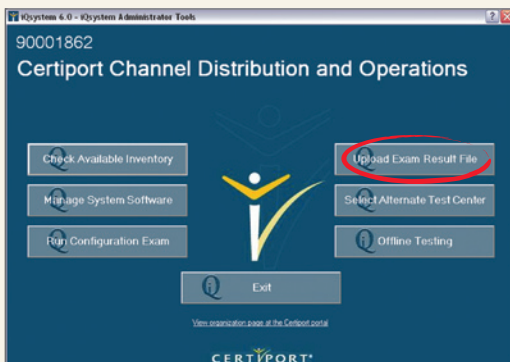 iQsystem 6.0 - iQsystem Administrator Tools
90001862
Certiport Channel Distribution and Operations
Check Available Inventory
Upload Exam Result File
Manage System Software
Select Alternate Test Center
Run Configuration Exam
Offline Testing
Exit
View organization page at the Certiport portal
CERTIPORT